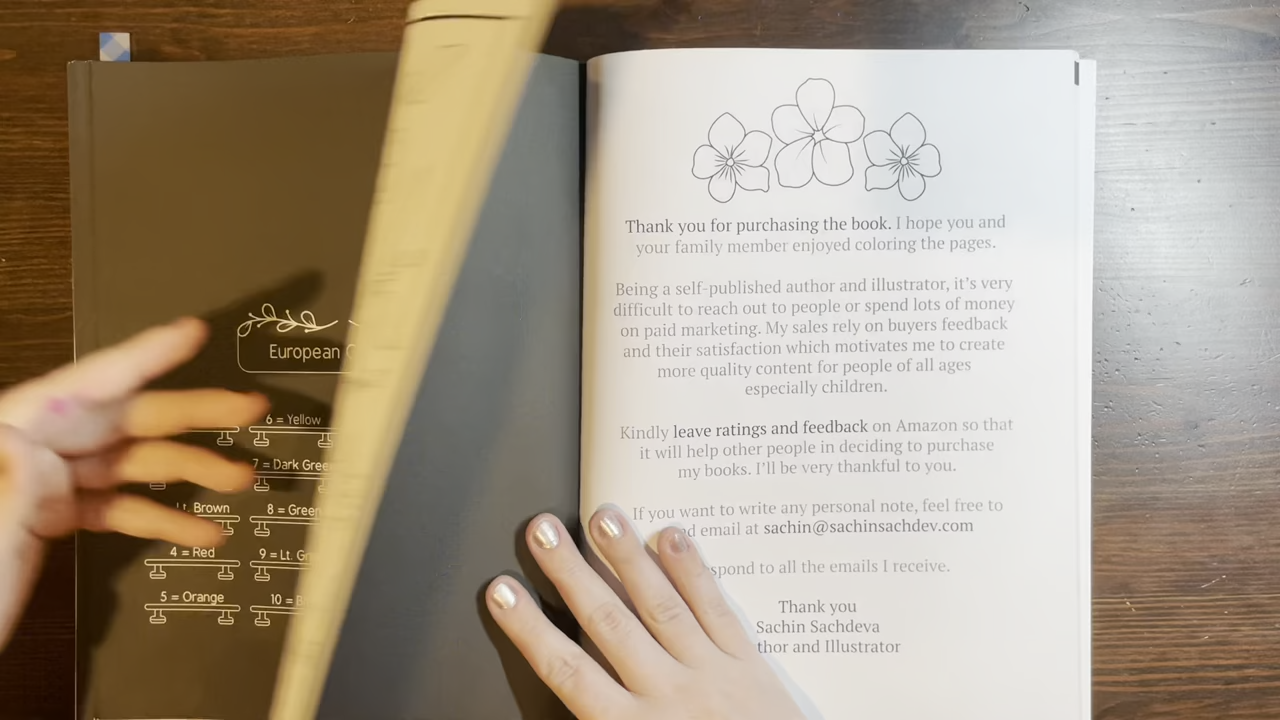 European
6 = Yellow
7 = Dark Gree
Brown
8 = Green
4 = Red
9 = Lt.
5 = Orange
10 =
Thank you for purchasing the book. I hope you and
your family member enjoyed coloring the pages.
Being a self-published author and illustrator, it's very
difficult to reach out to people or spend lots of money
on paid marketing. My sales rely on buyers feedback
and their satisfaction which motivates me to create
more quality content for people of all ages
especially children.
Kindly leave ratings and feedback on Amazon so that
it will help other people in deciding to purchase
my books. I'll be very thankful to you.
If you want to write any personal note, feel free to
email at sachin@sachinsachdev.com
to all the emails I receive.
Thank you
Sachin Sachdeva
and Illustrator